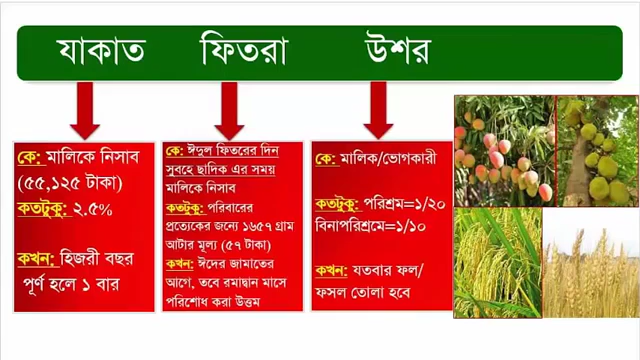 যাকাত ফিতরা উশর
কে: মালিকে নিসাব
(৫৫,১২৫ টাকা)
কতটুকু: ২.৫%
কখন: হিজরী বছর
পূর্ণ হলে ১ বার
কে: ঈদুল ফিতরের দিন
সুবহে ছাদিক এর সময়
মালিকে নিসাব
কতটুকু: পরিবারের
প্রত্যেকের জন্যে ১৬৫৭ গ্রাম
আটার মূল্য (৫৭ টাকা)
কখন: ঈদের জামাতের
আগে, তবে রমাদ্বান মাসে
পরিশোধ করা উত্তম
কে: মালিক/ভোগকারী
কতটুকু: পরিশ্রম=১/২০
বিনাপরিশ্রমে=১/১০
কখন: যতবার ফল/
ফসল তোলা হবে